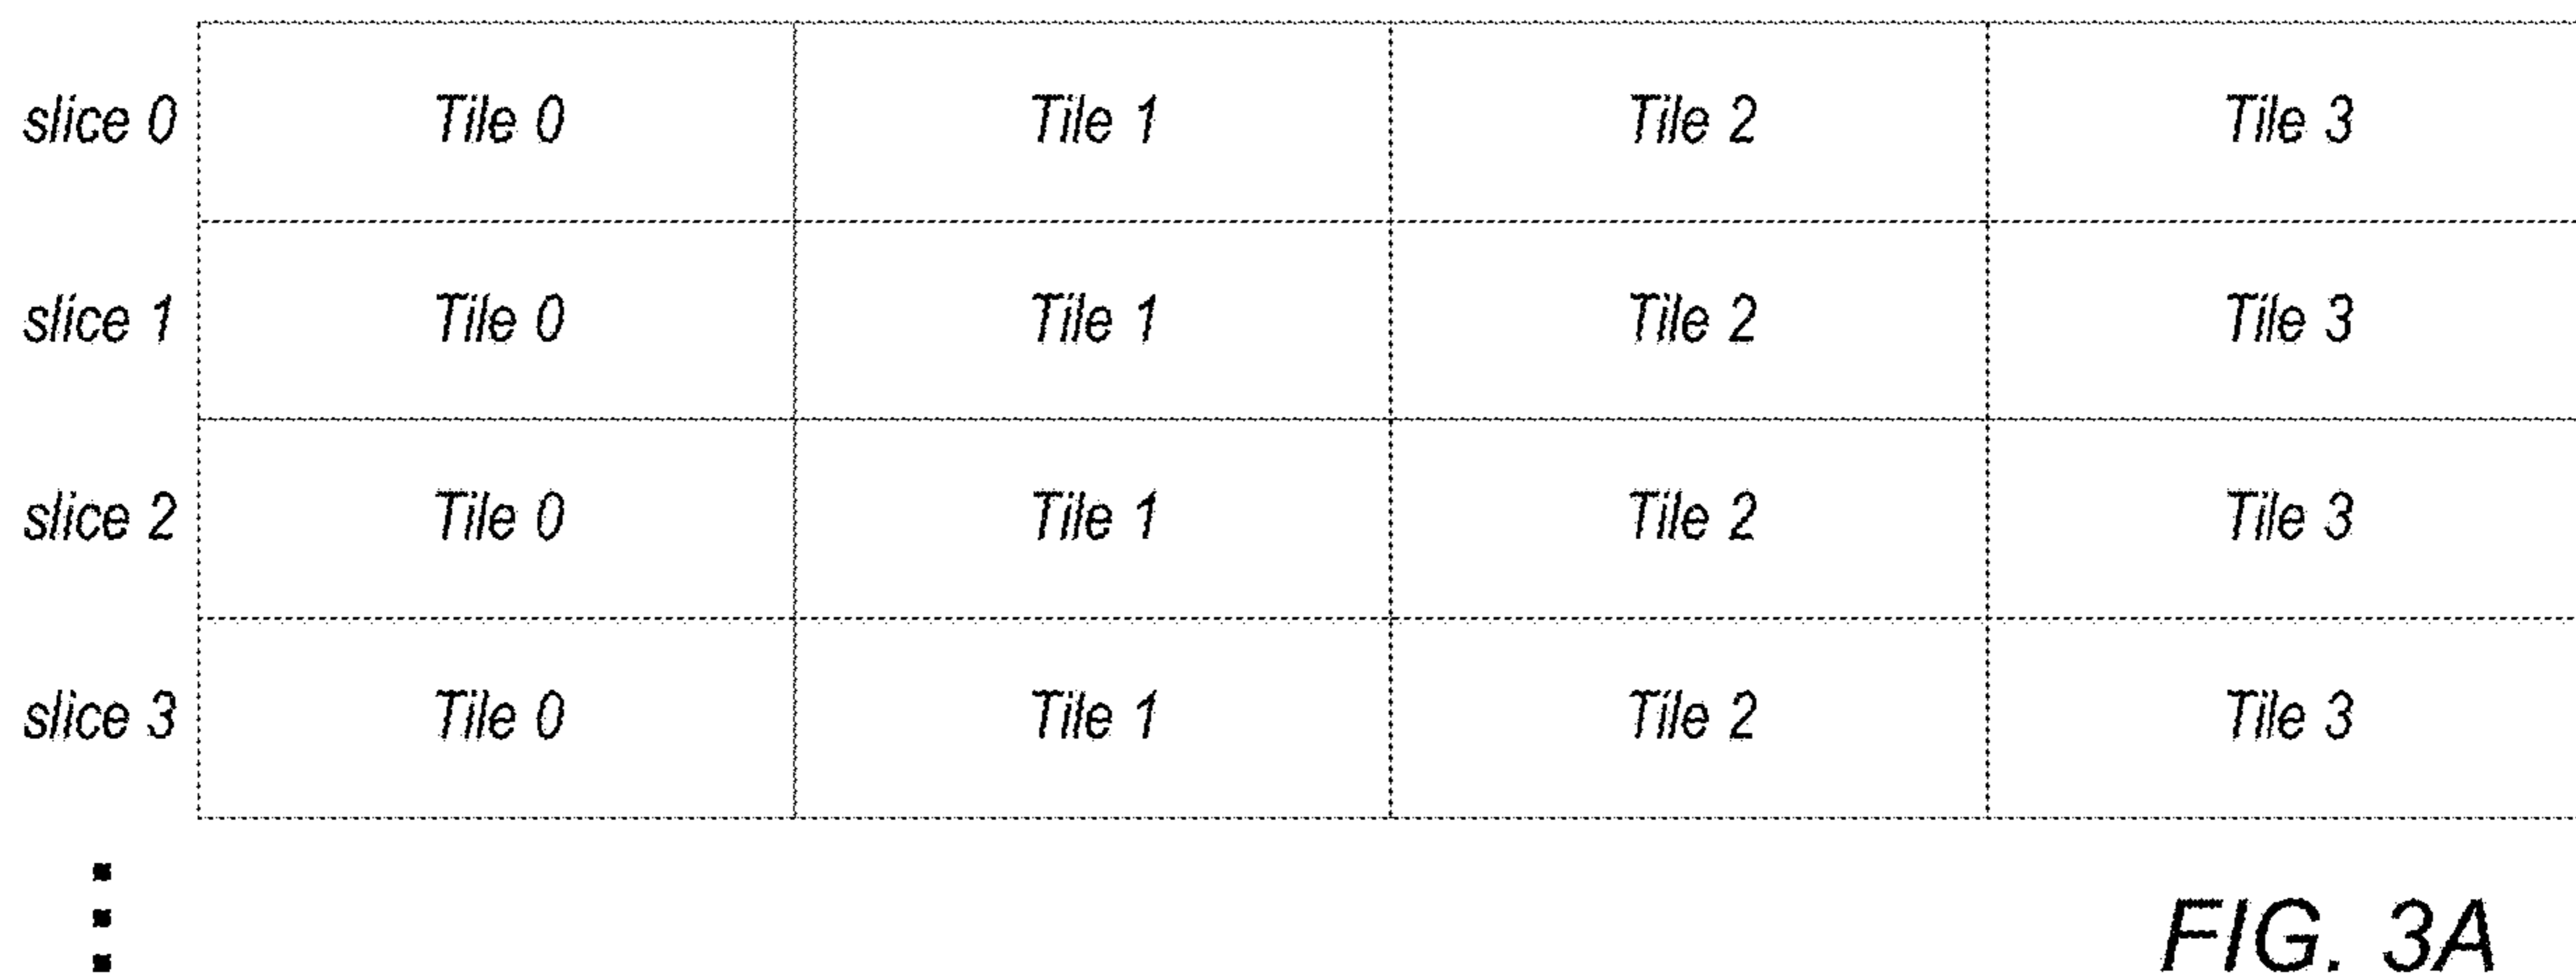 slice 0 Tile 0 Tile 1 Tile 2 Tile 3
slice 1 Tile 0 Tile 1 Tile 2 Tile 3
slice 2 Tile 0 Tile 1 Tile 2 Tile 3
slice 3 Tile 0 Tile 1 Tile 2 Tile 3
FIG. 3A